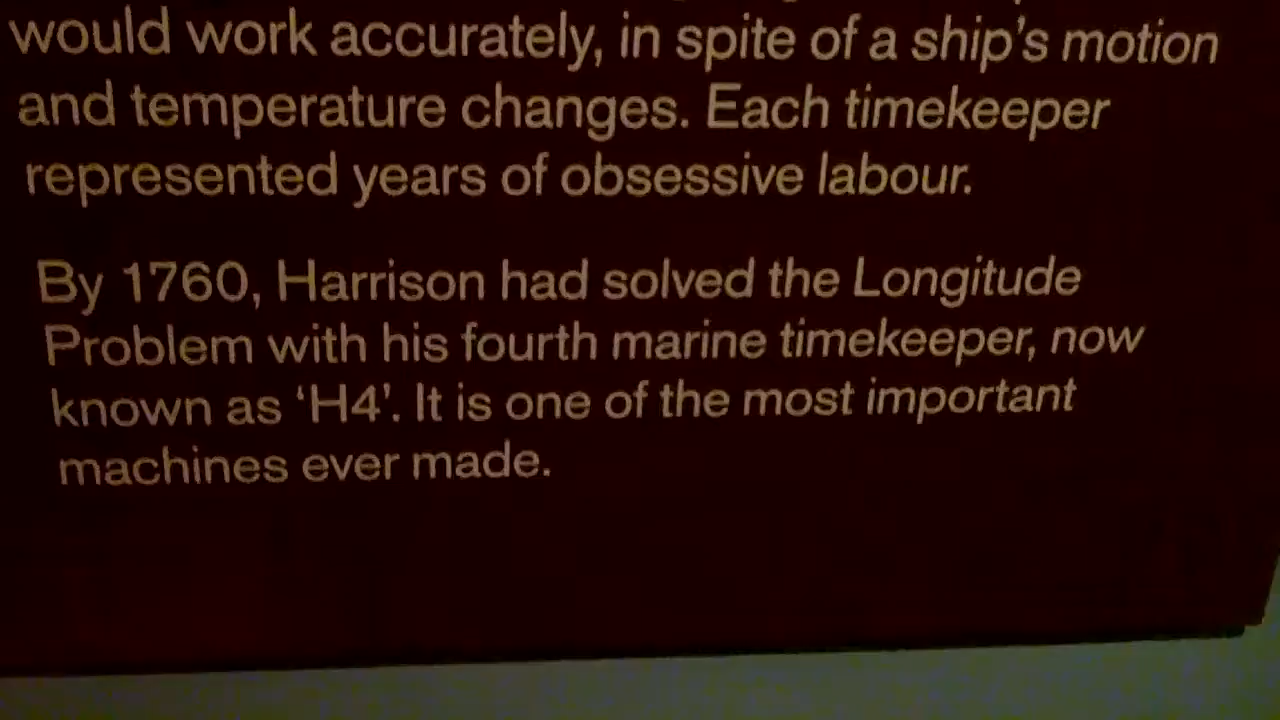 would work accurately, in spite of a ship's motion
and temperature changes. Each timekeeper
represented years of obsessive labour.
By 1760, Harrison had solved the Longitude
Problem with his fourth marine timekeeper, now
known as ‘H4’. It is one of the most important
machines ever made.